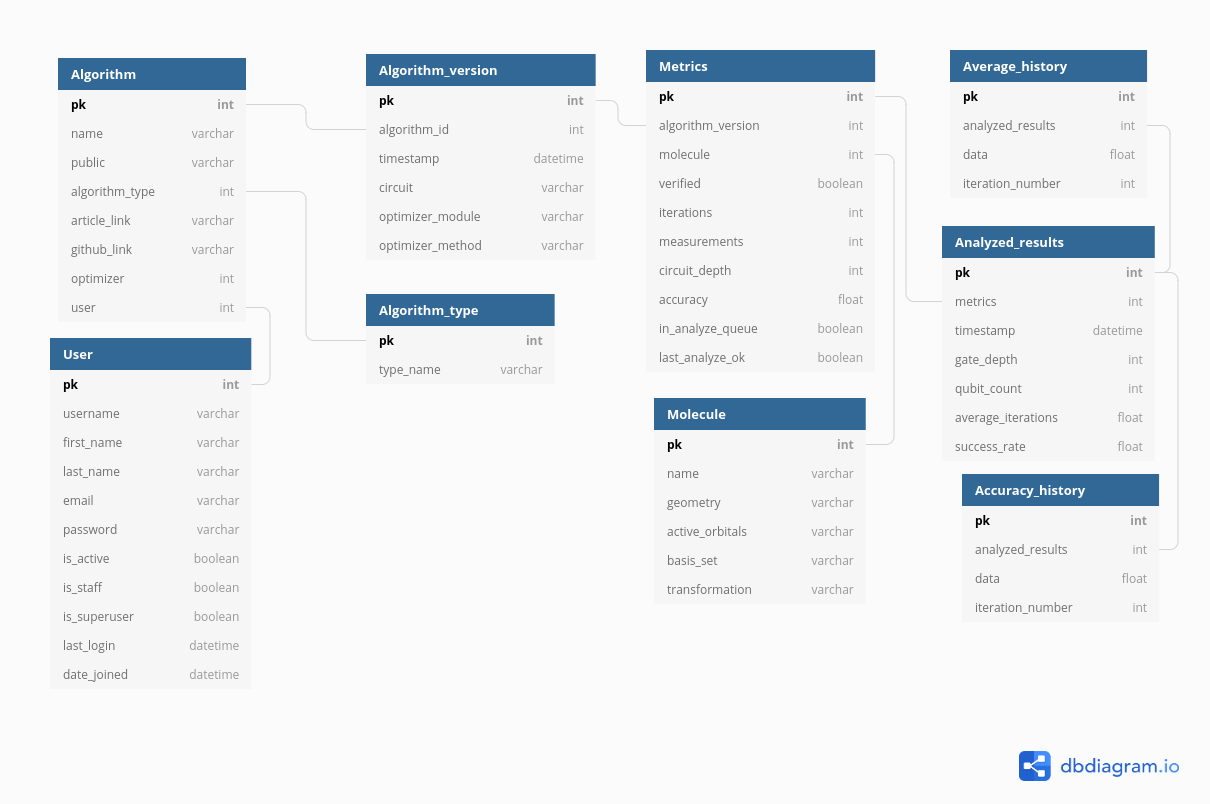 Algorithm
pk int
name varchar
public varchar
algorithm_type int
article_link varchar
github_link varchar
optimizer int
user int
User
pk int
username varchar
first_name varchar
last_name varchar
email varchar
password varchar
is_active boolean
is_staff boolean
is_superuser boolean
last_login datetime
date_joined datetime
Algorithm_version
pk int
algorithm_id int
timestamp datetime
circuit varchar
optimizer_module varchar
optimizer_method varchar
Algorithm_type
pk int
type_name varchar
Metrics
pk int
algorithm_version int
molecule int
verified boolean
iterations int
measurements int
circuit_depth int
accuracy float
in_analyze_queue boolean
last_analyze_ok boolean
Molecule
pk int
name varchar
geometry varchar
active_orbitals varchar
basis_set varchar
transformation varchar
Average_history
pk int
analyzed_results int
data float
iteration_number int
Analyzed_results
pk int
metrics int
timestamp datetime
gate_depth int
qubit_count int
average_iterations float
success_rate float
Accuracy_history
pk int
analyzed_results int
data float
iteration_number int
dbdiagram.io